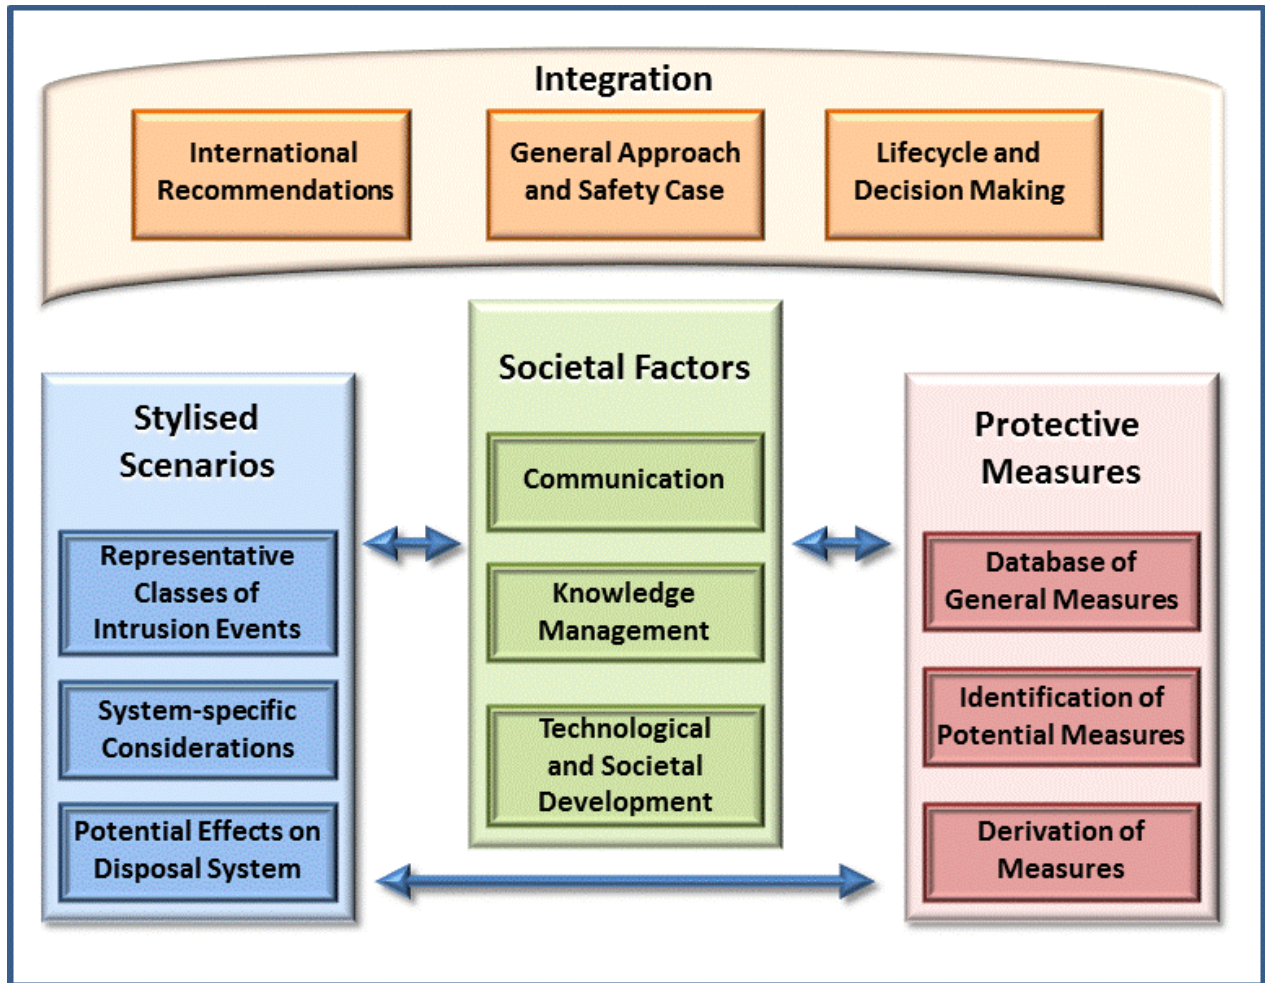 Integration
International
Recommendations
General Approach
and Safety Case
Lifecycle and
Decision Making
Stylised
Scenarios
Representative
Classes of
Intrusion Events
System-specific
Considerations
Potential Effects on
Disposal System
Societal Factors
Communication
Knowledge
Management
Technological
and Societal
Development
Protective
Measures
Database of
General Measures
Identification of
Potential Measures
Derivation of
Measures